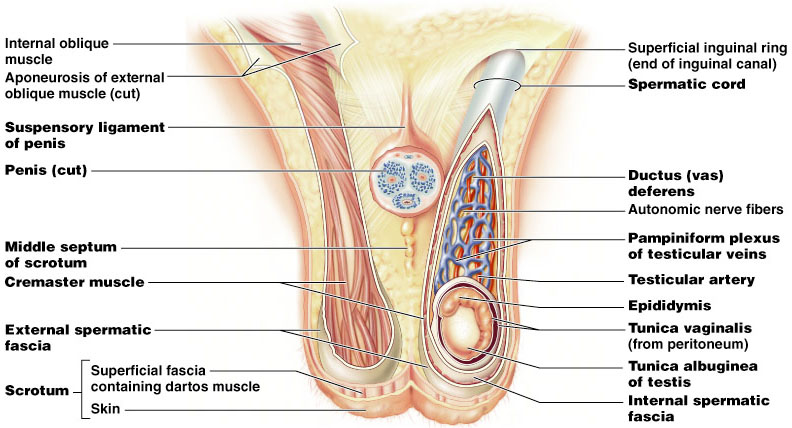 Internal oblique
muscle
Aponeurosis of external
oblique muscle (cut)
Suspensory ligament
of penis
Penis (cut)
Middle septum
of scrotum
Cremaster muscle
External spermatic
fascia
Scrotum
Superficial fascia
containing dartos muscle
Skin
Superficial inguinal ring
(end of inguinal canal)
Spermatic cord
Ductus (vas)
deferens
Autonomic nerve fibers
Pampiniform plexus
of testicular veins
Testicular artery
Epididymis
Tunica vaginalis
(from peritoneum)
Tunica albuginea
of testis
Internal spermatic
fascia